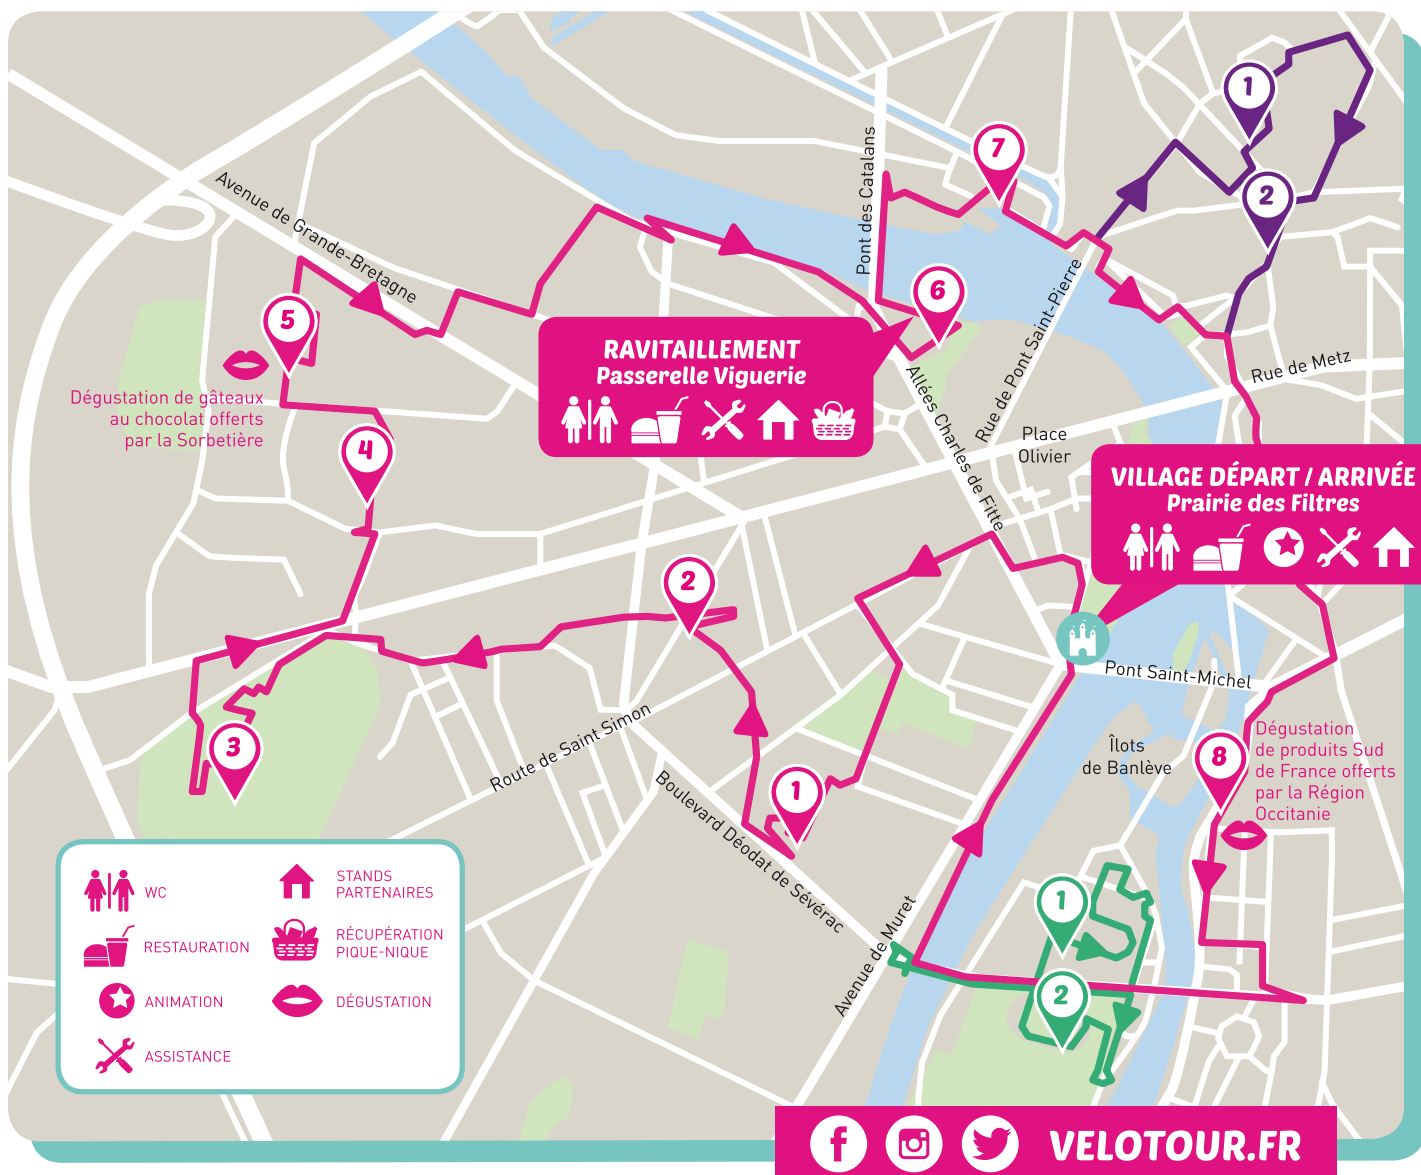 1
7
2
Pont des Catalans
Avenue de Grande-Bretagne
6
5
Rue de Pont Saint-Pierre
RAVITAILLEMENT
Passerelle Viguerie
Rue de Metz
Dégustation de gâteaux
au chocolat offerts
par la Sorbetière
Allées Charles de Fitte
4
Place
Olivier
VILLAGE DÉPART / ARRIVÉE
Prairie des Filtres
2
Pont Saint-Michel
3
Route de Saint Simon
Îlots
de Banlève
8
Dégustation
de produits Sud
de France offerts
par la Région
Occitanie
1
Boulevard Déodat de Sévérac
Avenue de Muret
1
2
WC
STANDS
PARTENAIRES
RESTAURATION
RÉCUPÉRATION
PIQUE-NIQUE
ANIMATION
DÉGUSTATION
ASSISTANCE
VELOTOUR.FR